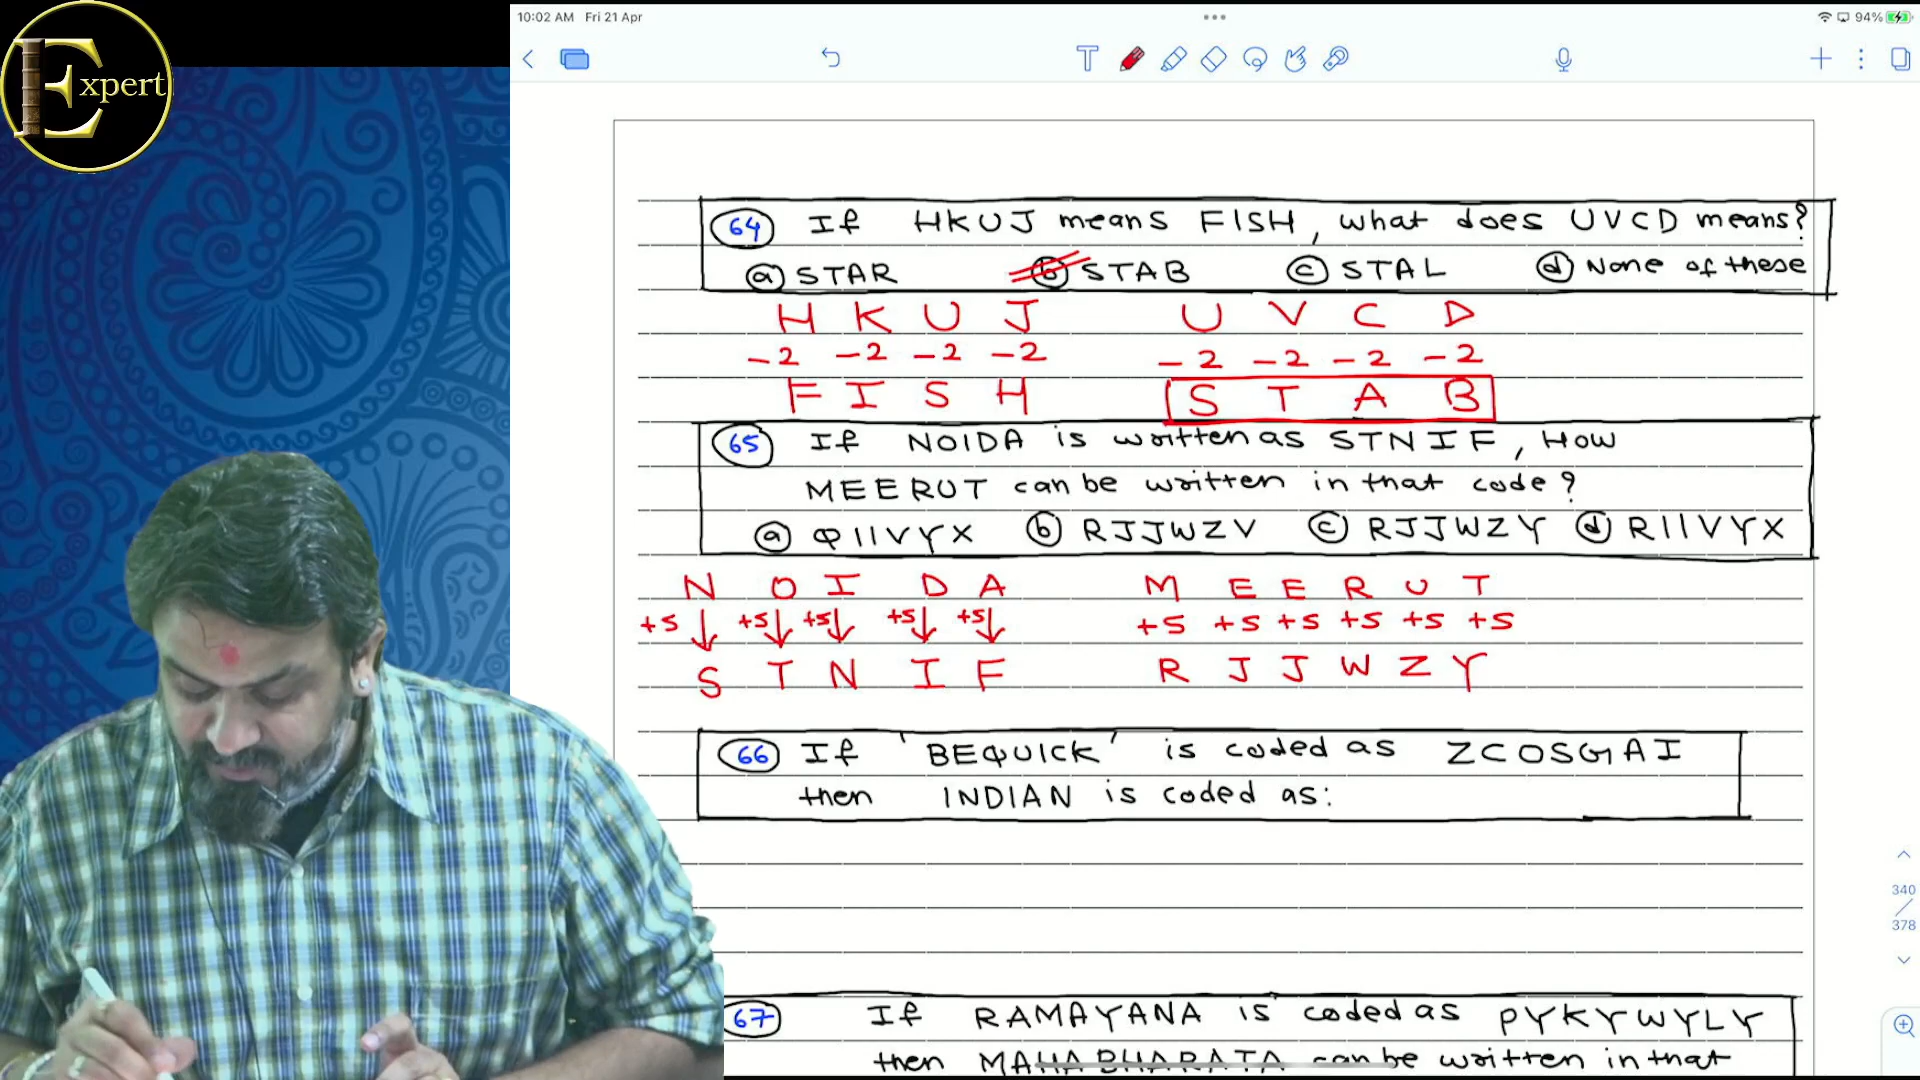 Expert
10:02 AM Fri 21 Apr
94%
64 If HKUJ means FISH, what does UVCD means?
a STAR b STAB c STAL d None of these
H K U J U V C D
-2 -2 -2 -2 -2 -2 -2 -2
F I S H S T A B
65 If NOIDA is written as STNIF, How
MEERUT can be written in that code?
a QIIVYX b RJJWZV c RJJWZY d RIIVYX
N O I D A M E E R U T
+5 +5 +5 +5 +5 +5 +5 +5 +5 +5 +5
S T N I F R J J W Z Y
66 If 'BEQUICK' is coded as ZCOSGAI
then INDIAN is coded as:
340
378
67 If RAMAYANA is coded as PYKYWYLY
then MAHABHARATA can be written in that